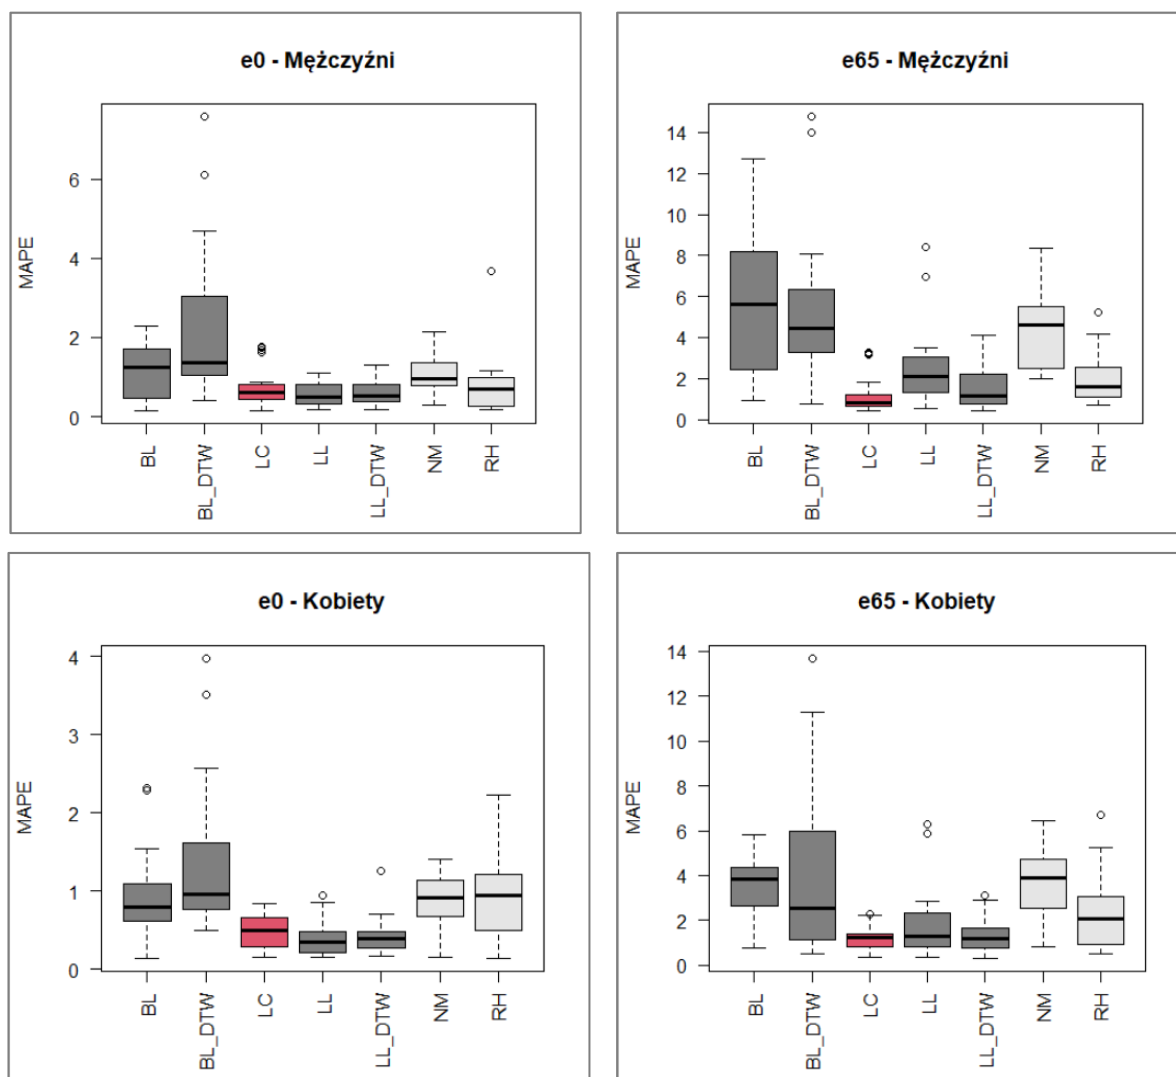 e0 - Mężczyźni
MAPE
6
4
2
0
BL
BL_DTW
LC
LL
LL_DTW
NM
RH
e65 - Mężczyźni
MAPE
14
12
10
8
6
4
2
0
BL
BL_DTW
LC
LL
LL_DTW
NM
RH
e0 - Kobiety
MAPE
4
3
2
1
0
BL
BL_DTW
LC
LL
LL_DTW
NM
RH
e65 - Kobiety
MAPE
14
12
10
8
6
4
2
0
BL
BL_DTW
LC
LL
LL_DTW
NM
RH